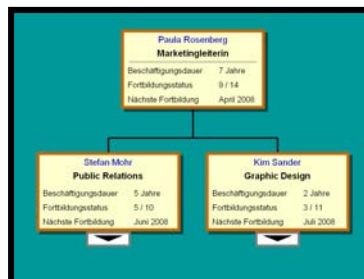 Paula Rosenberg
Marketingleiterin
Beschäftigungsdauer 7 Jahre
Fortbildungsstatus 9 / 14
Nächste Fortbildung April 2008
Stefan Mohr
Public Relations
Beschäftigungsdauer 5 Jahre
Fortbildungsstatus 5 / 10
Nächste Fortbildung Juni 2008
Kim Sander
Graphic Design
Beschäftigungsdauer 2 Jahre
Fortbildungsstatus 3 / 11
Nächste Fortbildung Juli 2008